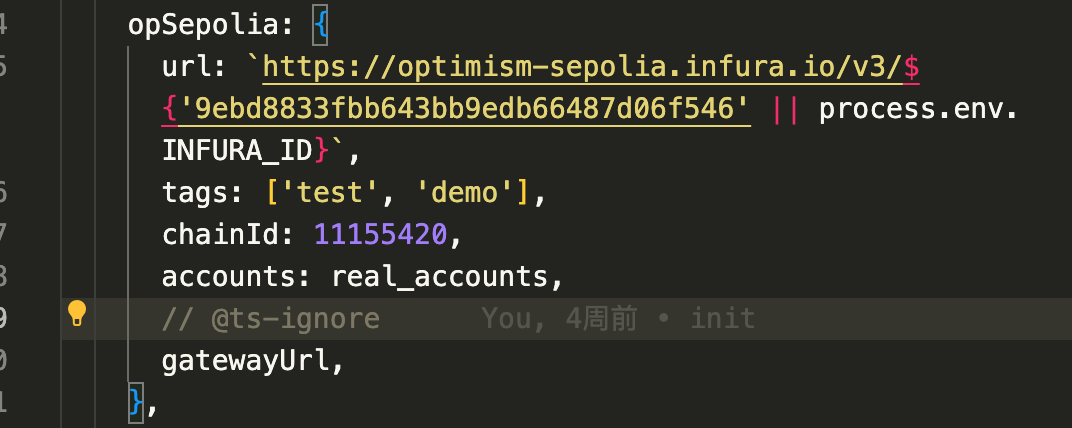 4 opSepolia: {
5 url: `https://optimism-sepolia.infura.io/v3/$
{'9ebd8833fbb643bb9edb66487d06f546' || process.env.
INFURA_ID}`,
6 tags: ['test', 'demo'],
7 chainId: 11155420,
8 accounts: real_accounts,
9 // @ts-ignore You, 4周前 • init
0 gatewayUrl,
1 },